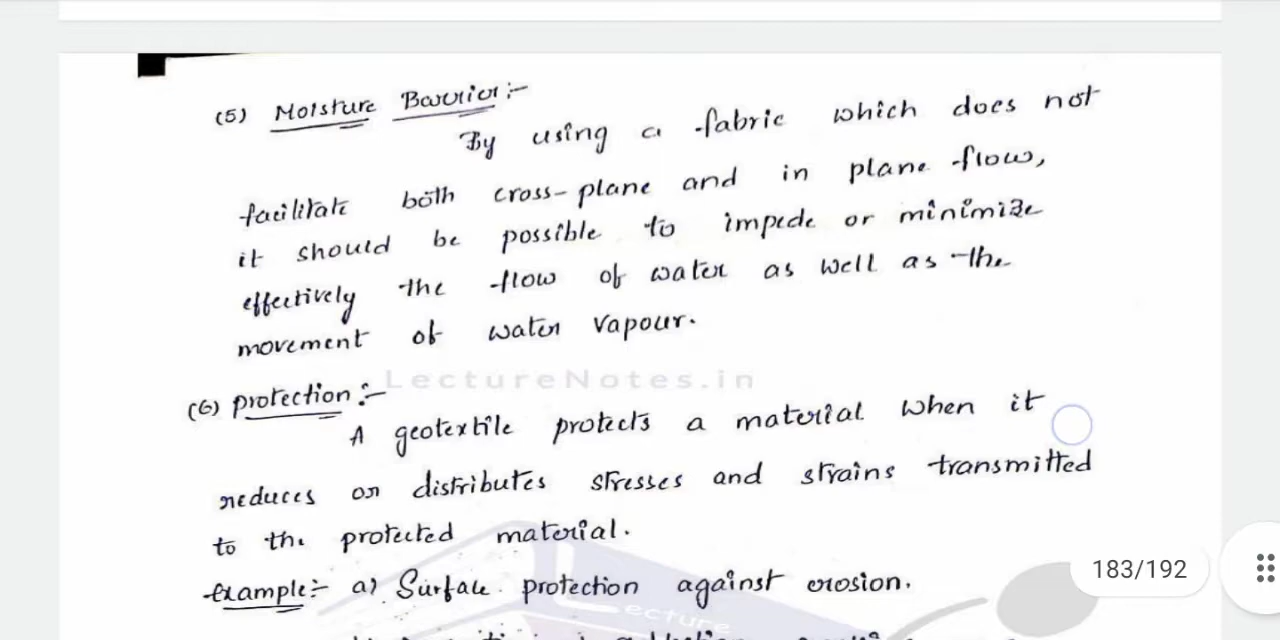 (5) Moisture Barrier:-
By using a fabric which does not
facilitate both cross-plane and in plane flow,
it should be possible to impede or minimize
effectively the flow of water as well as the
movement of water vapour.
LectureNotes.in
(6) protection:-
A geotextile protects a material when it
reduces or distributes stresses and strains transmitted
to the protected material.
Example:- a) Surface protection against erosion.
183/192
Lecture